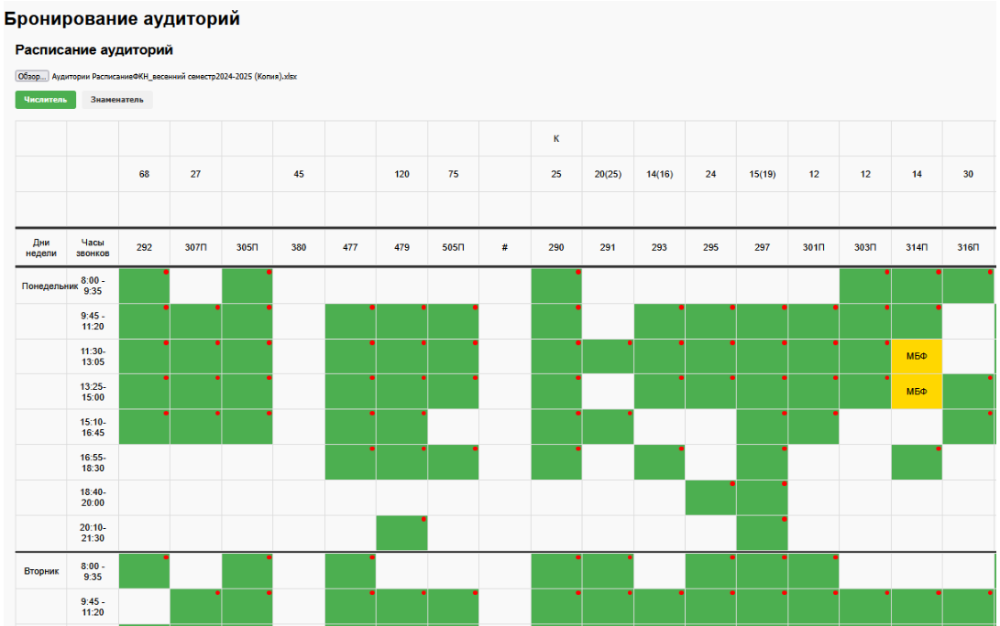 Бронирование аудиторий
Расписание аудиторий
Обзор... Аудитории РасписаниеФКН_весенний семестр2024-2025 (Копия).xlsx
Числитель Знаменатель
К
68 27 45 120 75 25 20(25) 14(16) 24 15(19) 12 12 14 30
Дни недели Часы звонков 292 307П 305П 380 477 479 505П # 290 291 293 295 297 301П 303П 314П 316П
Понедельник 8:00 - 9:35
9:45 - 11:20
11:30- 13:05 МБФ
13:25- 15:00 МБФ
15:10- 16:45
16:55- 18:30
18:40- 20:00
20:10- 21:30
Вторник 8:00 - 9:35
9:45 - 11:20